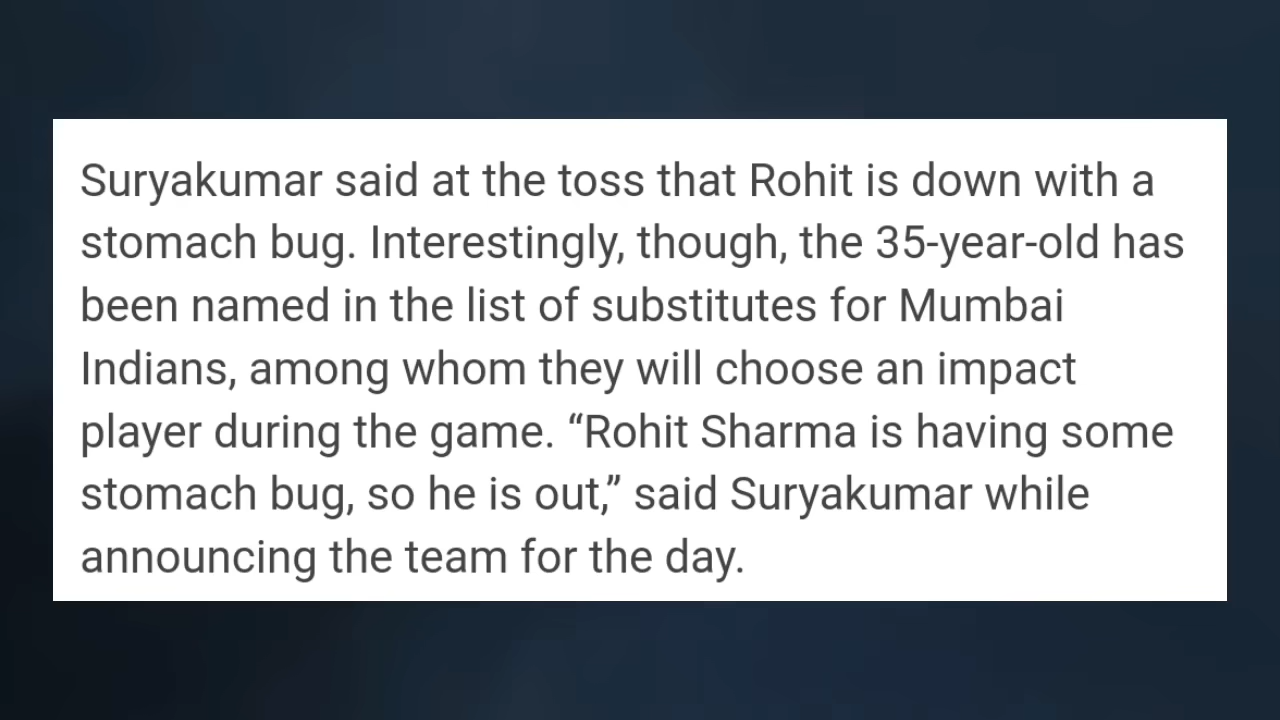 Suryakumar said at the toss that Rohit is down with a
stomach bug. Interestingly, though, the 35-year-old has
been named in the list of substitutes for Mumbai
Indians, among whom they will choose an impact
player during the game. “Rohit Sharma is having some
stomach bug, so he is out,” said Suryakumar while
announcing the team for the day.